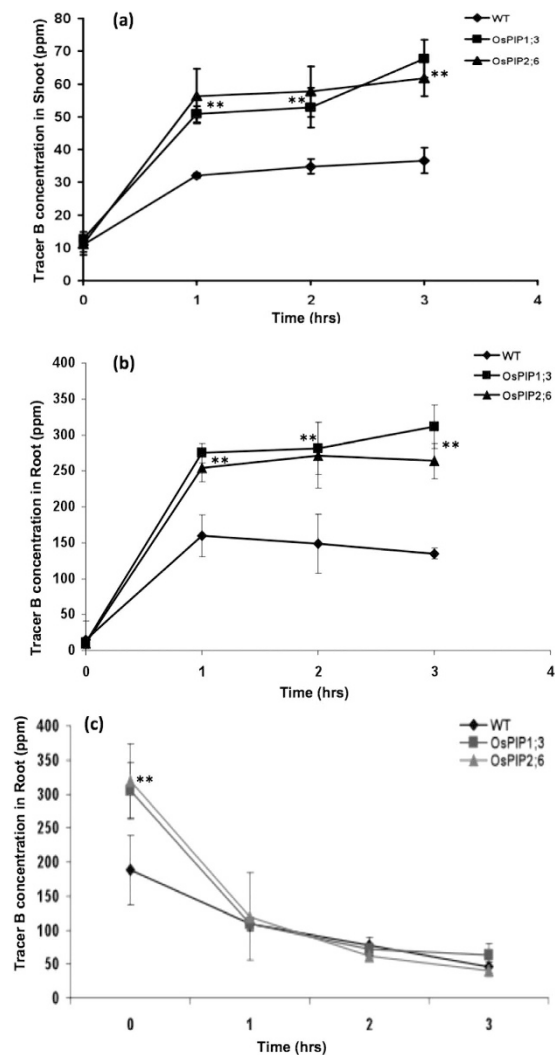 (a)
WT
OsPIP1;3
OsPIP2;6
Tracer B concentration in Shoot (ppm)
80
70
60
50
40
30
20
10
0
**
**
**
0 1 2 3 4
Time (hrs)
(b)
WT
OsPIP1;3
OsPIP2;6
Tracer B concentration in Root (ppm)
400
350
300
250
200
150
100
50
0
**
**
**
0 1 2 3 4
Time (hrs)
(c)
WT
OsPIP1;3
OsPIP2;6
Tracer B concentration in Root (ppm)
400
350
300
250
200
150
100
50
0
**
0 1 2 3
Time (hrs)